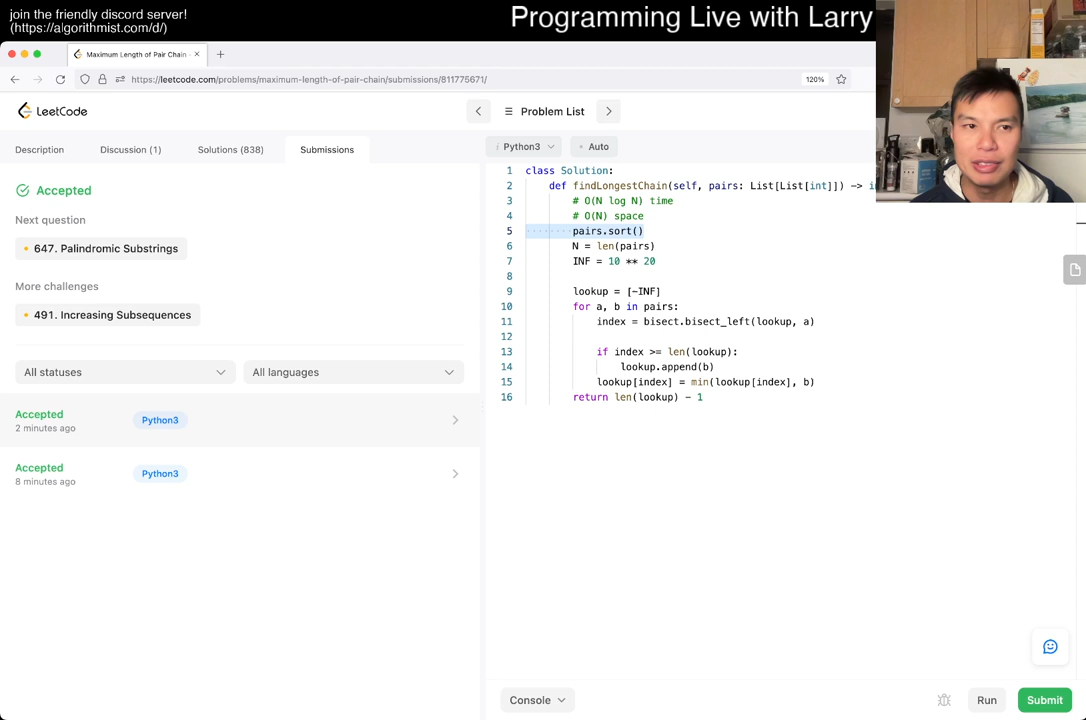 join the friendly discord server!
(https://algorithmist.com/d/)
Programming Live with Larry
Maximum Length of Pair Chain -
https://leetcode.com/problems/maximum-length-of-pair-chain/submissions/811775671/
120%
LeetCode
Problem List
Description
Discussion (1)
Solutions (838)
Submissions
i Python3
Auto
Accepted
Next question
647. Palindromic Substrings
More challenges
491. Increasing Subsequences
All statuses
All languages
Accepted
2 minutes ago
Python3
Accepted
8 minutes ago
Python3
1 class Solution:
2 def findLongestChain(self, pairs: List[List[int]]) -> i
3 # O(N log N) time
4 # O(N) space
5 pairs.sort()
6 N = len(pairs)
7 INF = 10 ** 20
8
9 lookup = [-INF]
10 for a, b in pairs:
11 index = bisect.bisect_left(lookup, a)
12
13 if index >= len(lookup):
14 lookup.append(b)
15 lookup[index] = min(lookup[index], b)
16 return len(lookup) - 1
Console
Run
Submit